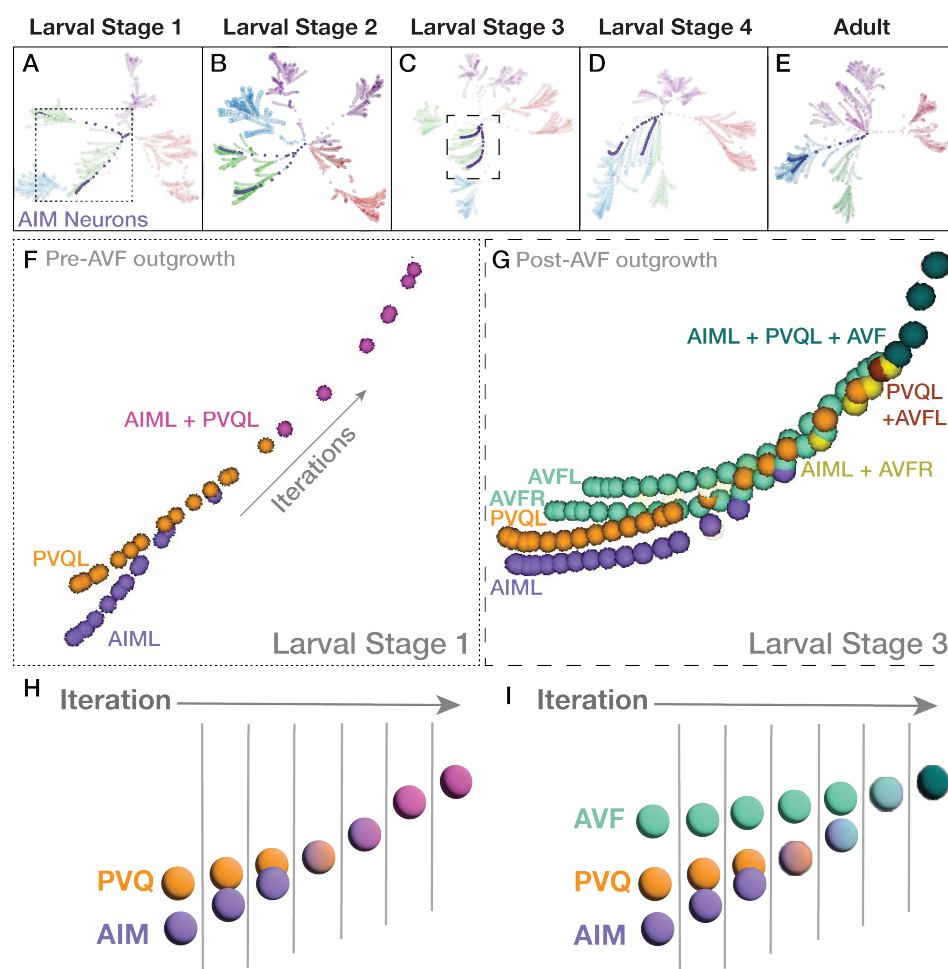 Larval Stage 1
Larval Stage 2
Larval Stage 3
Larval Stage 4
Adult
A
B
C
D
E
AIM Neurons
F Pre-AVF outgrowth
AIML + PVQL
Iterations
PVQL
AIML
Larval Stage 1
G Post-AVF outgrowth
AIML + PVQL + AVF
PVQL
+AVFL
AIML + AVFR
AVFL
AVFR
PVQL
AIML
Larval Stage 3
H
Iteration
PVQ
AIM
I
Iteration
AVF
PVQ
AIM